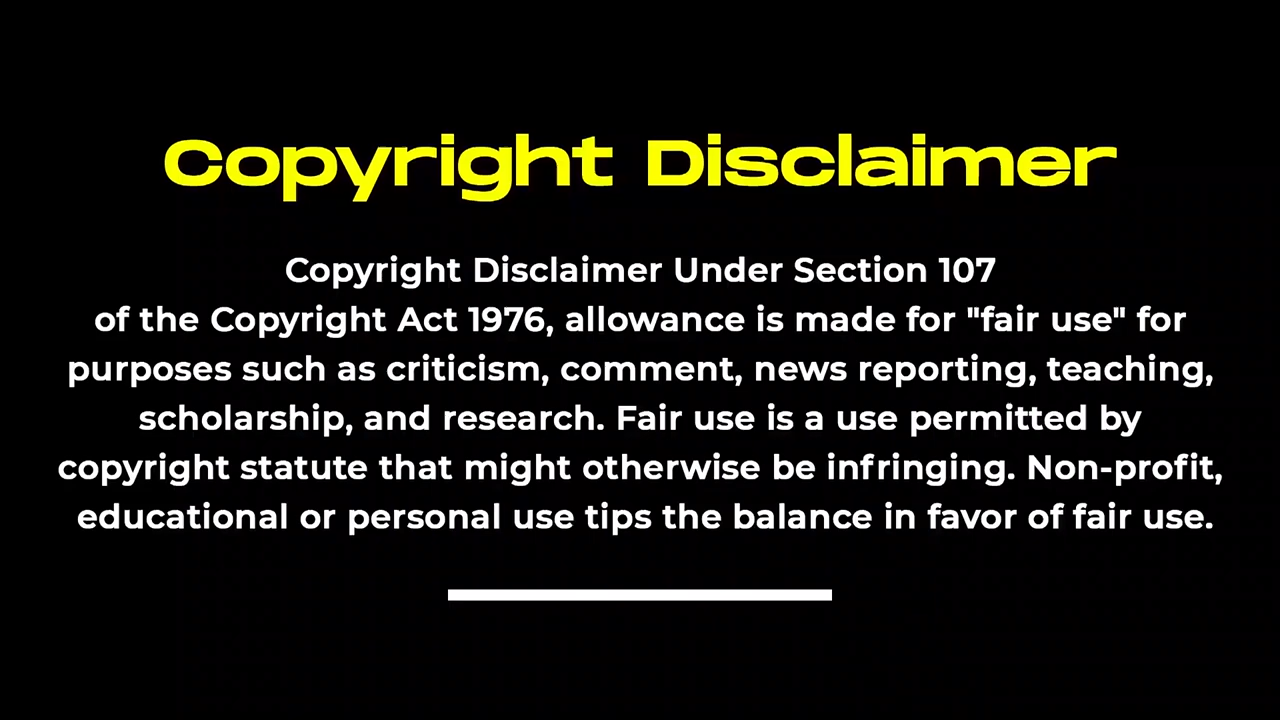 Copyright Disclaimer
Copyright Disclaimer Under Section 107
of the Copyright Act 1976, allowance is made for "fair use" for
purposes such as criticism, comment, news reporting, teaching,
scholarship, and research. Fair use is a use permitted by
copyright statute that might otherwise be infringing. Non-profit,
educational or personal use tips the balance in favor of fair use.